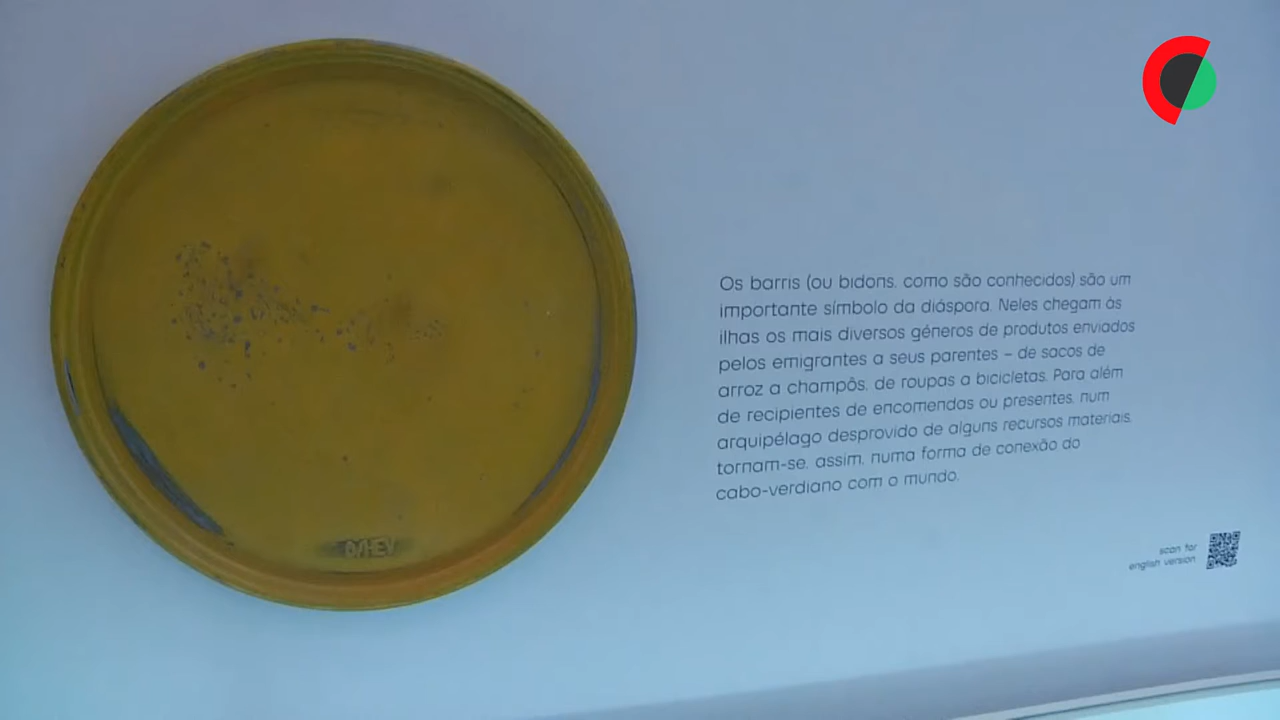 Os barris (ou bidons, como são conhecidos) são um
importante símbolo da diáspora. Neles chegam às
ilhas os mais diversos géneros de produtos enviados
pelos emigrantes a seus parentes – de sacos de
arroz a champôs, de roupas a bicicletas. Para além
de recipientes de encomendas ou presentes, num
arquipélago desprovido de alguns recursos materiais,
tornam-se, assim, numa forma de conexão do
cabo-verdiano com o mundo.
scan for
english version